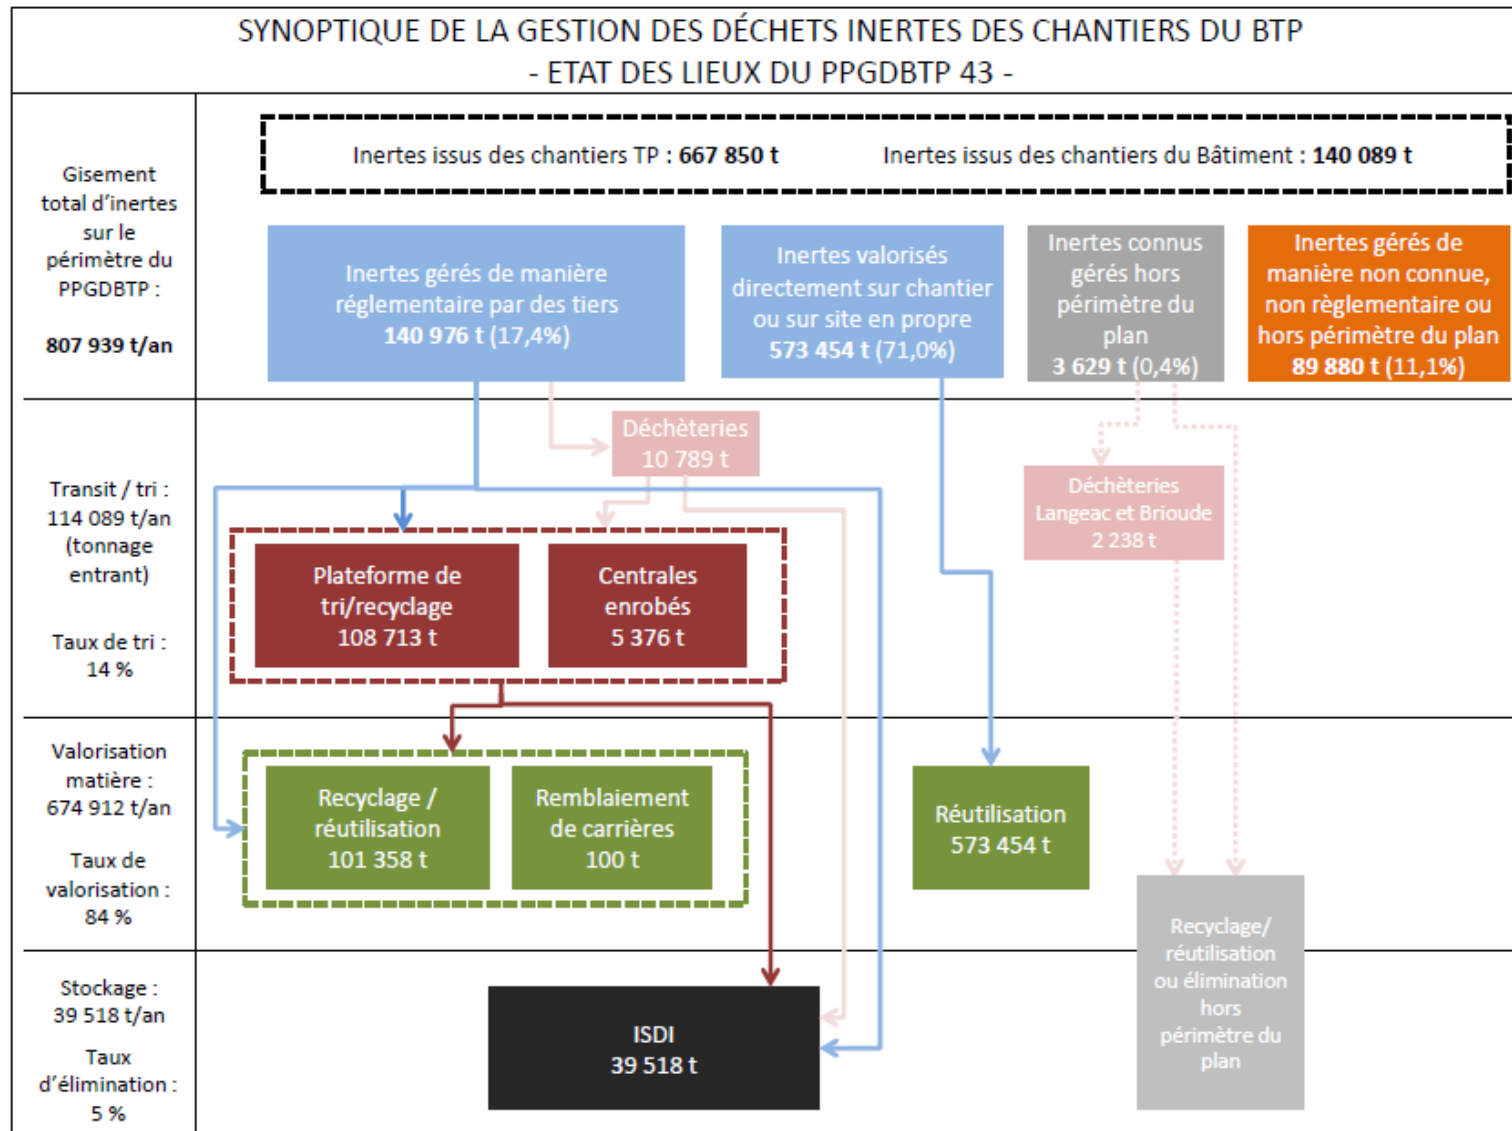 SYNOPTIQUE DE LA GESTION DES DÉCHETS INERTES DES CHANTIERS DU BTP
- ETAT DES LIEUX DU PPGDBTP 43 -
Gisement
total d'inertes
sur le
périmètre du
PPGDBTP :
807 939 t/an
Inertes issus des chantiers TP : 667 850 t
Inertes issus des chantiers du Bâtiment : 140 089 t
Inertes gérés de manière
réglementaire par des tiers
140 976 t (17,4%)
Inertes valorisés
directement sur chantier
ou sur site en propre
573 454 t (71,0%)
Inertes connus
gérés hors
périmètre du
plan
3 629 t (0,4%)
Inertes gérés de
manière non connue,
non règlementaire ou
hors périmètre du plan
89 880 t (11,1%)
Transit / tri :
114 089 t/an
(tonnage
entrant)
Taux de tri :
14 %
Déchèteries
10 789 t
Déchèteries
Langeac et Brioude
2 238 t
Plateforme de
tri/recyclage
108 713 t
Centrales
enrobés
5 376 t
Valorisation
matière :
674 912 t/an
Taux de
valorisation :
84 %
Recyclage /
réutilisation
101 358 t
Remblaiement
de carrières
100 t
Réutilisation
573 454 t
Recyclage/
réutilisation
ou élimination
hors
périmètre du
plan
Stockage :
39 518 t/an
Taux
d'élimination :
5 %
ISDI
39 518 t